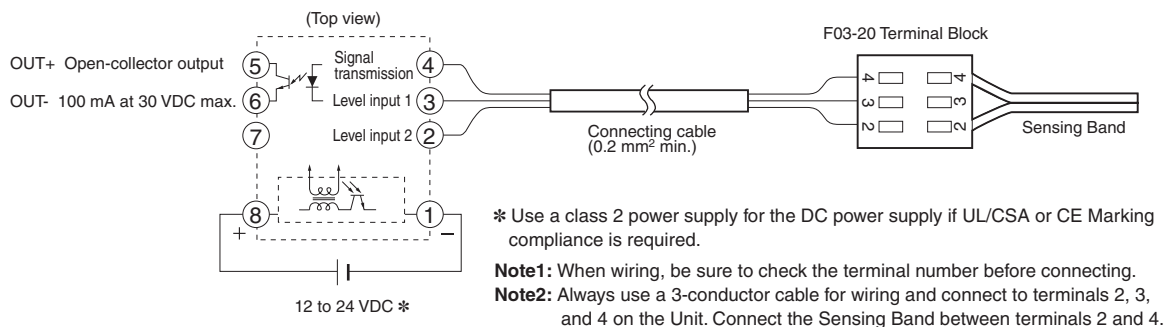 (Top view)
F03-20 Terminal Block
OUT+ Open-collector output
5
Signal
transmission
4
OUT- 100 mA at 30 VDC max.
6
Level input 1
3
7
Level input 2
2
4
3
2
4
3
2
Connecting cable
(0.2 mm² min.)
Sensing Band
8
1
+
−
12 to 24 VDC ✻
✻ Use a class 2 power supply for the DC power supply if UL/CSA or CE Marking
compliance is required.
Note1: When wiring, be sure to check the terminal number before connecting.
Note2: Always use a 3-conductor cable for wiring and connect to terminals 2, 3,
and 4 on the Unit. Connect the Sensing Band between terminals 2 and 4.